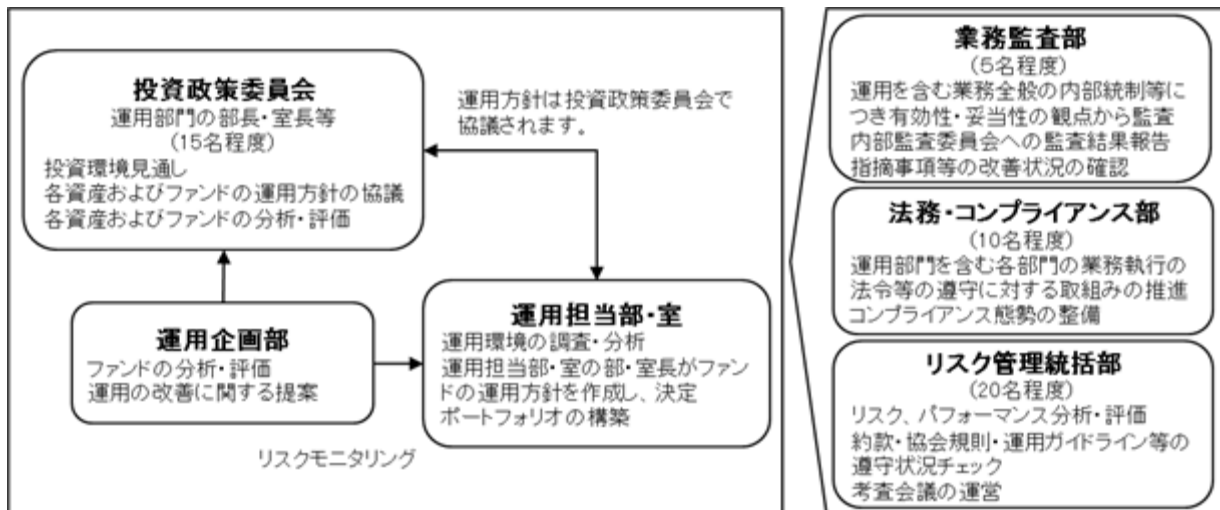 投資政策委員会
運用部門の部長・室長等
(15名程度)
投資環境見通し
各資産およびファンドの運用方針の協議
各資産およびファンドの分析・評価
運用方針は投資政策委員会で
協議されます。
運用企画部
ファンドの分析・評価
運用の改善に関する提案
運用担当部・室
運用環境の調査・分析
運用担当部・室の部・室長がファン
ドの運用方針を作成し、決定
ポートフォリオの構築
リスクモニタリング
業務監査部
(5名程度)
運用を含む業務全般の内部統制等に
つき有効性・妥当性の観点から監査
内部監査委員会への監査結果報告
指摘事項等の改善状況の確認
法務・コンプライアンス部
(10名程度)
運用部門を含む各部門の業務執行の
法令等の遵守に対する取組みの推進
コンプライアンス態勢の整備
リスク管理統括部
(20名程度)
リスク、パフォーマンス分析・評価
約款・協会規則・運用ガイドライン等の
遵守状況チェック
考査会議の運営